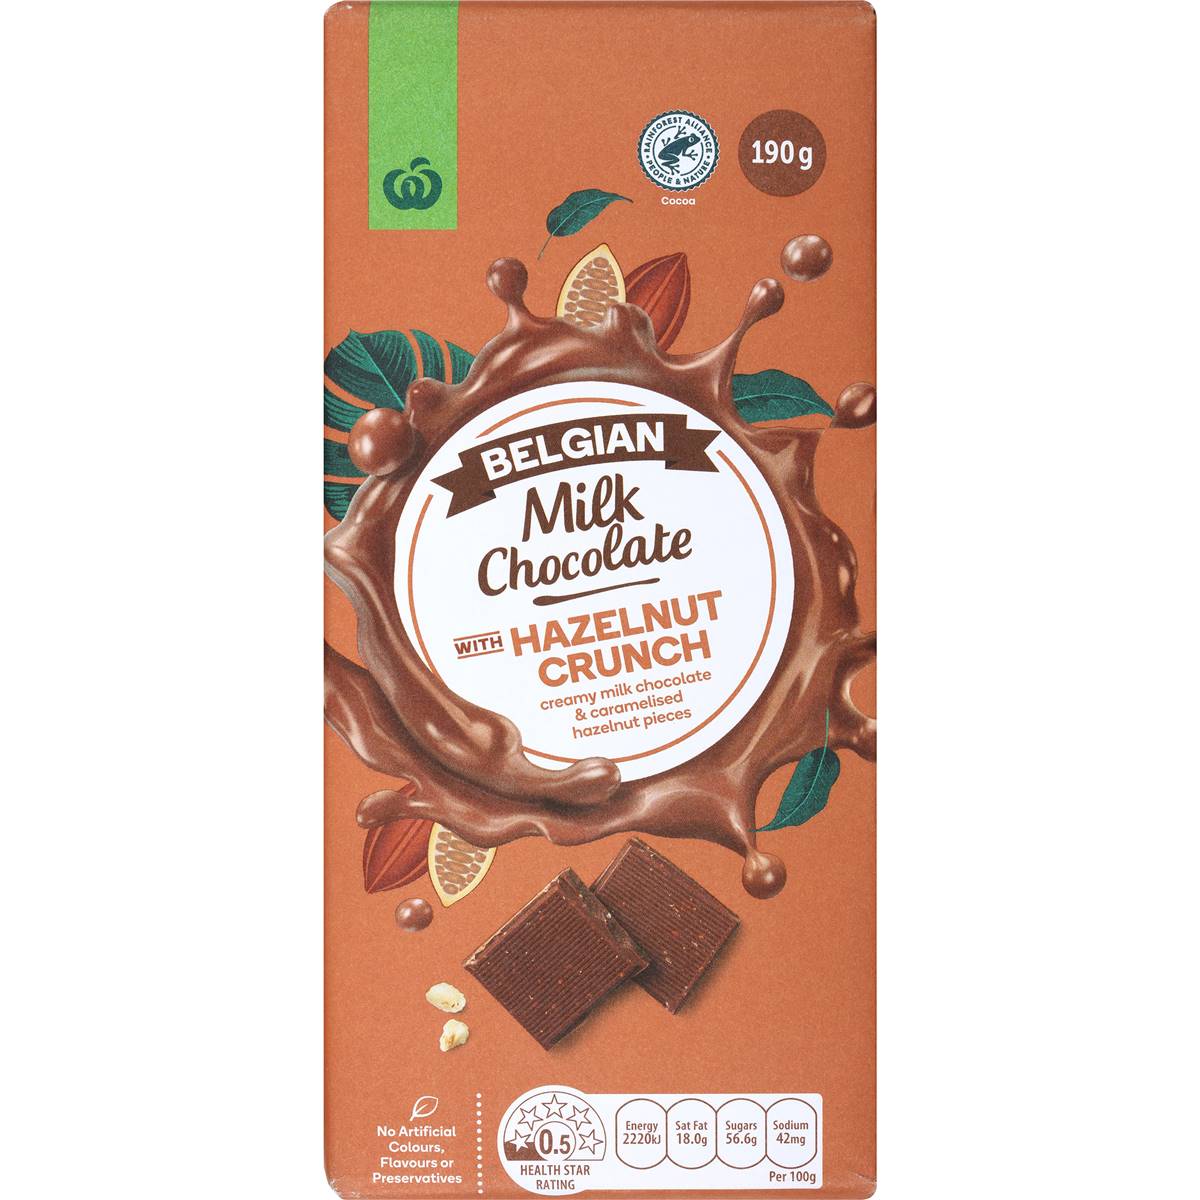 RAINFOREST ALLIANCE
PEOPLE & NATURE
Cocoa
190 g
BELGIAN
Milk
Chocolate
WITH HAZELNUT
CRUNCH
creamy milk chocolate
& caramelised
hazelnut pieces
No Artificial
Colours,
Flavours or
Preservatives
0.5
HEALTH STAR
RATING
Energy
2220kJ
Sat Fat
18.0g
Sugars
56.6g
Sodium
42mg
Per 100g